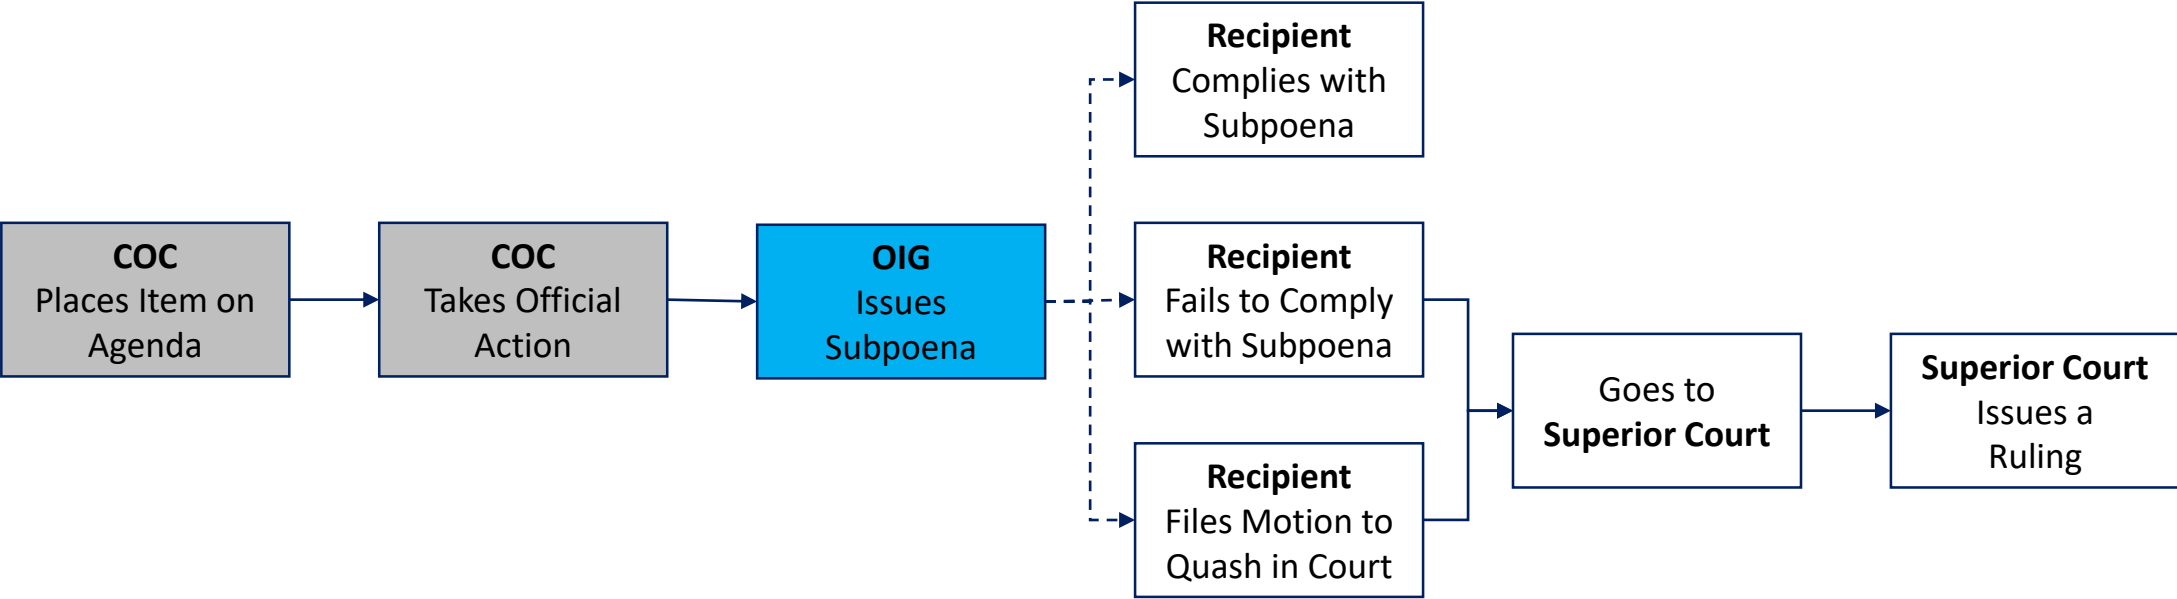 COC
Places Item on
Agenda
COC
Takes Official
Action
OIG
Issues
Subpoena
Recipient
Complies with
Subpoena
Recipient
Fails to Comply
with Subpoena
Recipient
Files Motion to
Quash in Court
Goes to
Superior Court
Superior Court
Issues a
Ruling